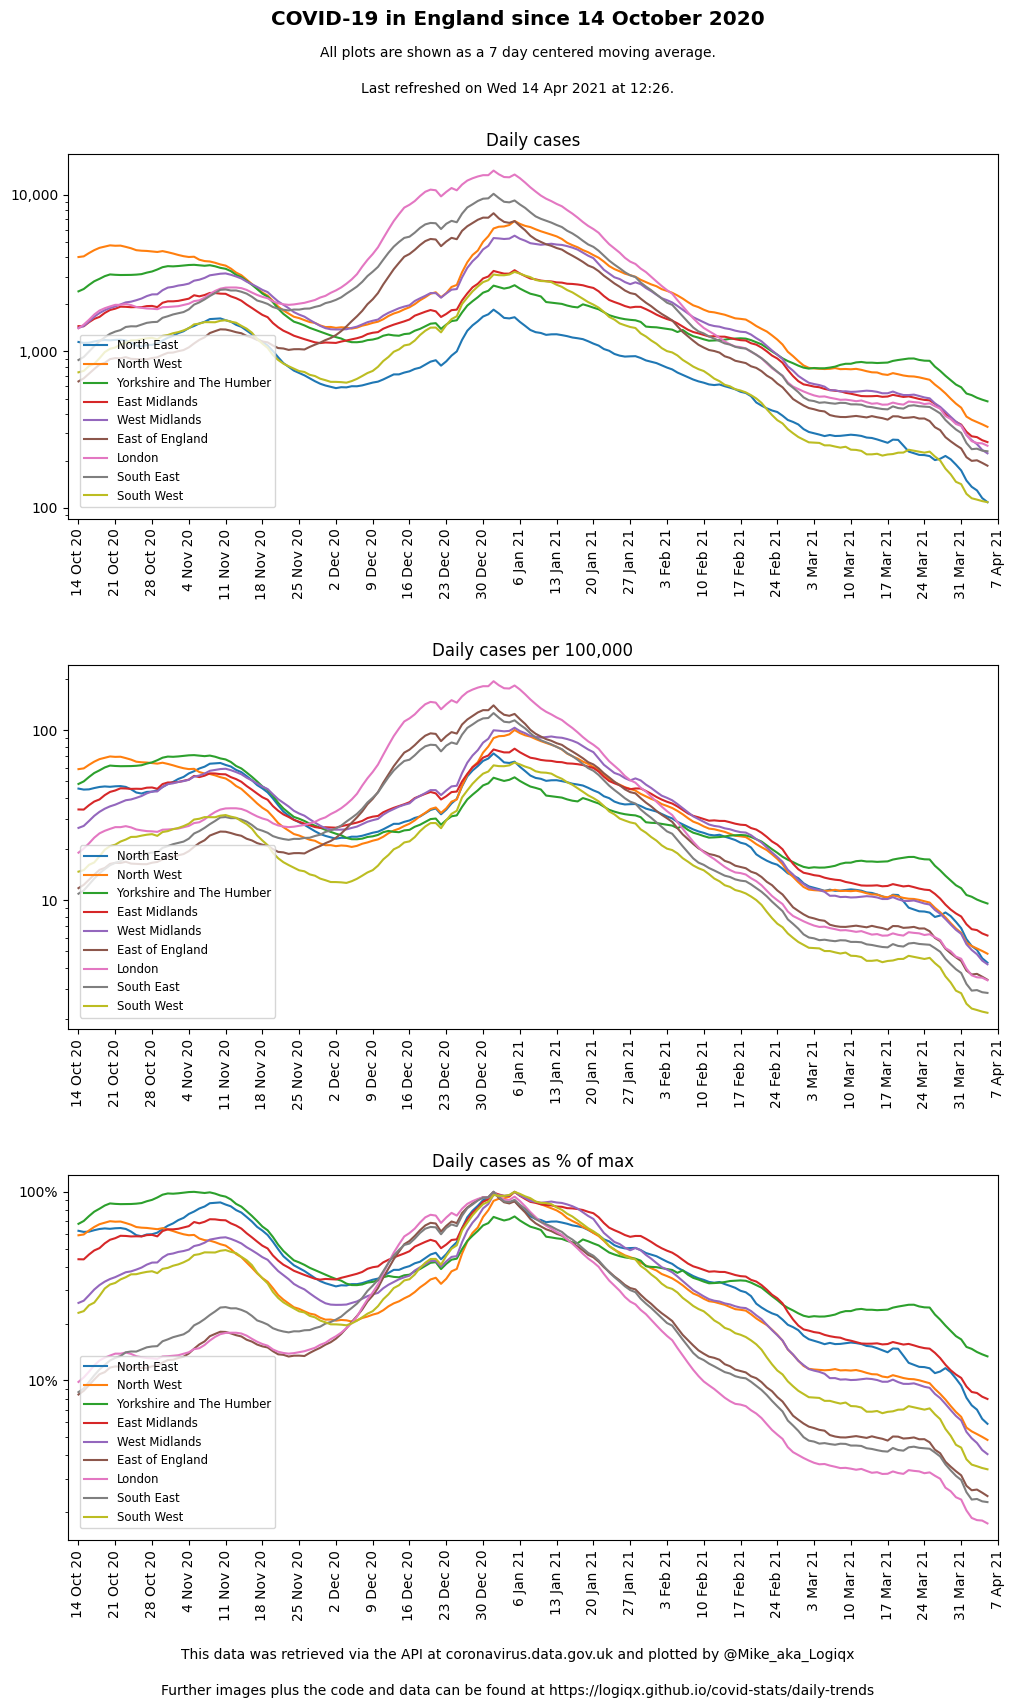 COVID-19 in England since 14 October 2020
All plots are shown as a 7 day centered moving average.
Last refreshed on Wed 14 Apr 2021 at 12:26.
Daily cases
10,000
1,000
100
North East
North West
Yorkshire and The Humber
East Midlands
West Midlands
East of England
London
South East
South West
14 Oct 20
21 Oct 20
28 Oct 20
4 Nov 20
11 Nov 20
18 Nov 20
25 Nov 20
2 Dec 20
9 Dec 20
16 Dec 20
23 Dec 20
30 Dec 20
6 Jan 21
13 Jan 21
20 Jan 21
27 Jan 21
3 Feb 21
10 Feb 21
17 Feb 21
24 Feb 21
3 Mar 21
10 Mar 21
17 Mar 21
24 Mar 21
31 Mar 21
7 Apr 21
Daily cases per 100,000
100
10
North East
North West
Yorkshire and The Humber
East Midlands
West Midlands
East of England
London
South East
South West
14 Oct 20
21 Oct 20
28 Oct 20
4 Nov 20
11 Nov 20
18 Nov 20
25 Nov 20
2 Dec 20
9 Dec 20
16 Dec 20
23 Dec 20
30 Dec 20
6 Jan 21
13 Jan 21
20 Jan 21
27 Jan 21
3 Feb 21
10 Feb 21
17 Feb 21
24 Feb 21
3 Mar 21
10 Mar 21
17 Mar 21
24 Mar 21
31 Mar 21
7 Apr 21
Daily cases as % of max
100%
10%
North East
North West
Yorkshire and The Humber
East Midlands
West Midlands
East of England
London
South East
South West
14 Oct 20
21 Oct 20
28 Oct 20
4 Nov 20
11 Nov 20
18 Nov 20
25 Nov 20
2 Dec 20
9 Dec 20
16 Dec 20
23 Dec 20
30 Dec 20
6 Jan 21
13 Jan 21
20 Jan 21
27 Jan 21
3 Feb 21
10 Feb 21
17 Feb 21
24 Feb 21
3 Mar 21
10 Mar 21
17 Mar 21
24 Mar 21
31 Mar 21
7 Apr 21
This data was retrieved via the API at coronavirus.data.gov.uk and plotted by @Mike_aka_Logiqx
Further images plus the code and data can be found at https://logiqx.github.io/covid-stats/daily-trends